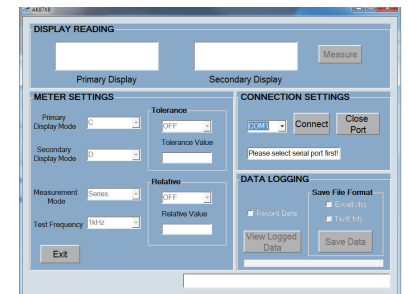 AK87XB
DISPLAY READING
Measure
Primary Display
Secondary Display
METER SETTINGS
Primary
Display Mode
C
Secondary
Display Mode
D
Measurement
Mode
Series
Test Frequency
1kHz
Exit
Tolerance
OFF
Tolerance Value
Relative
OFF
Relative Value
CONNECTION SETTINGS
COM1
Connect
Close
Port
Please select serial port first!
DATA LOGGING
Record Data
Save File Format
Excel(.xls)
Text(.txt)
View Logged
Data
Save Data